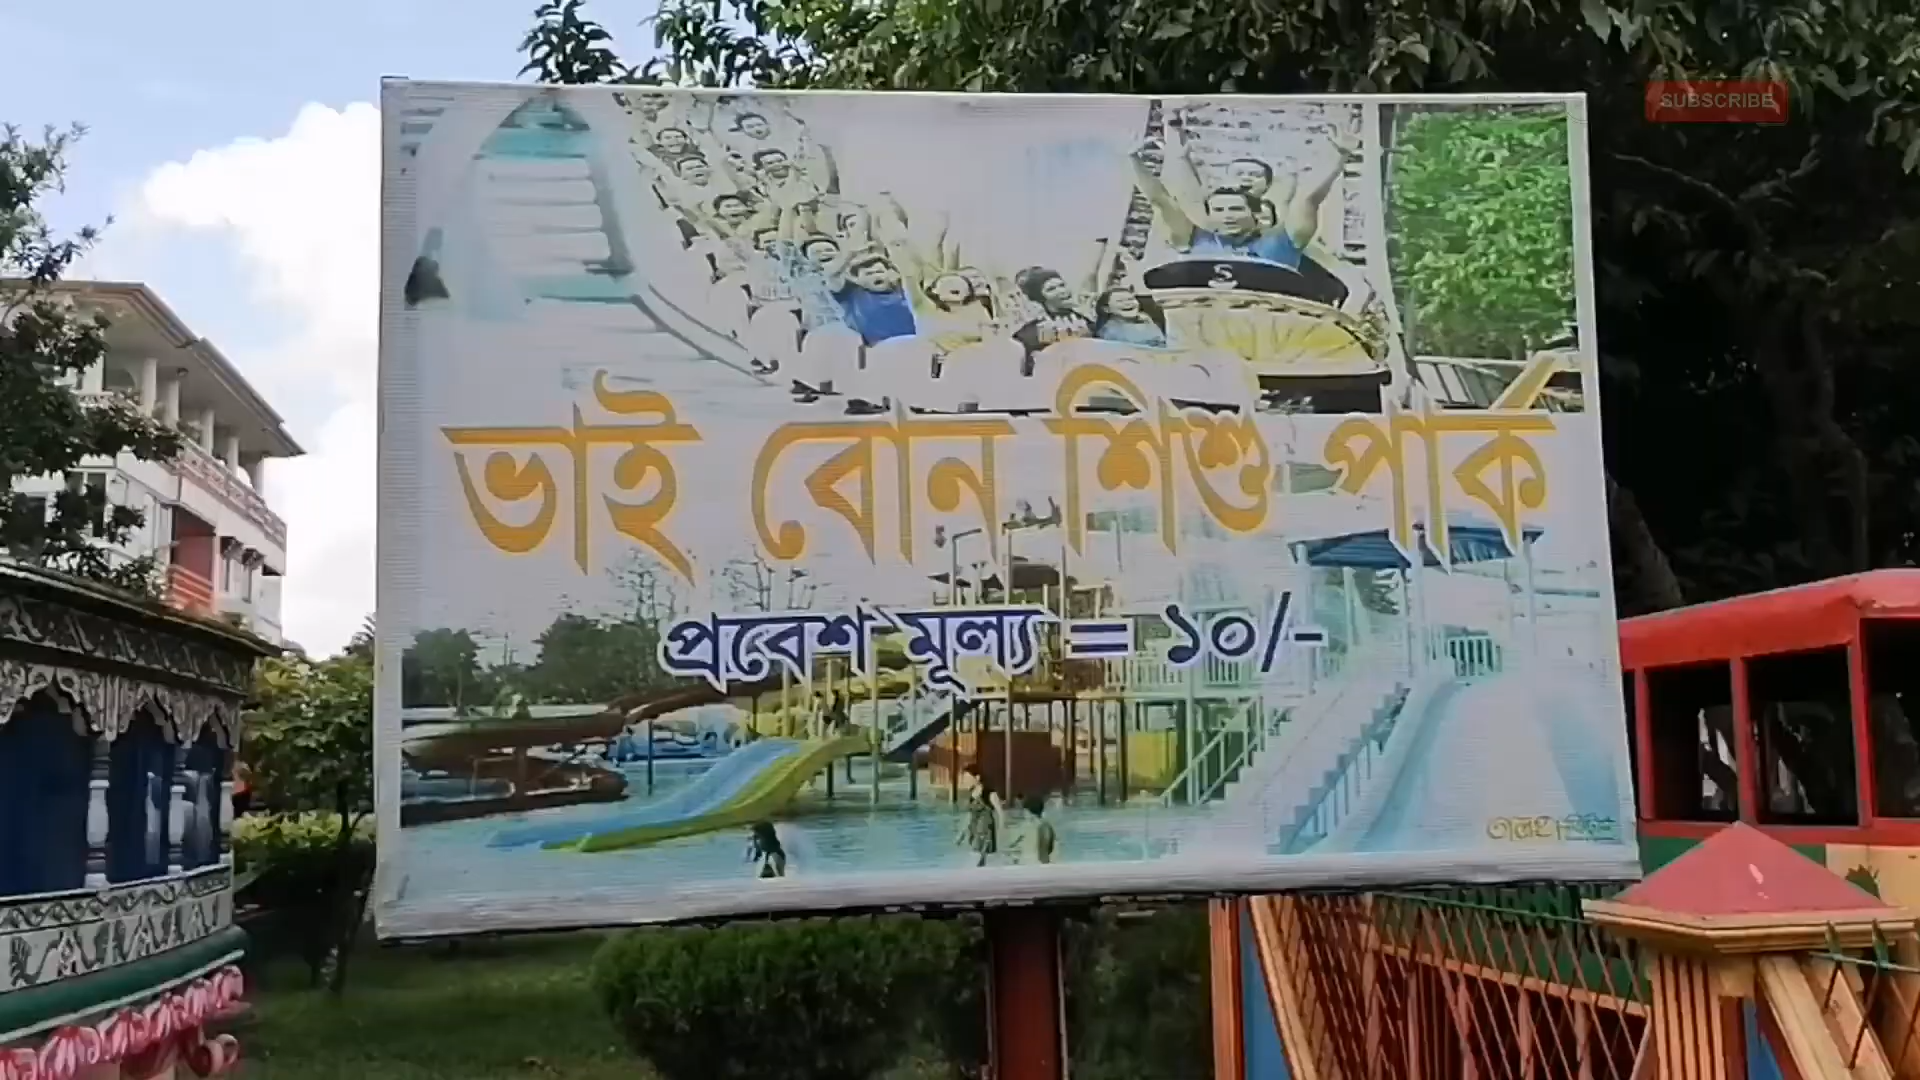 SUBSCRIBE
ভাই বোন শিশু পার্ক
প্রবেশ মূল্য = ১০/-